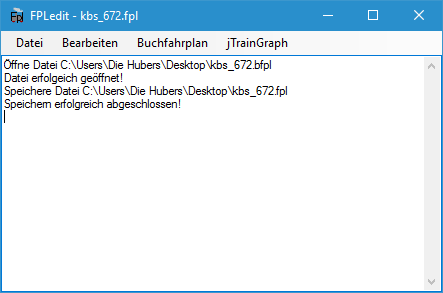 FPLedit - kbs_672.fpl
Datei Bearbeiten Buchfahrplan jTrainGraph
Öffne Datei C:\Users\Die Hubers\Desktop\kbs_672.bfpl
Datei erfolgeich geöffnet!
Speichere Datei C:\Users\Die Hubers\Desktop\kbs_672.fpl
Speichern erfolgreich abgeschlossen!